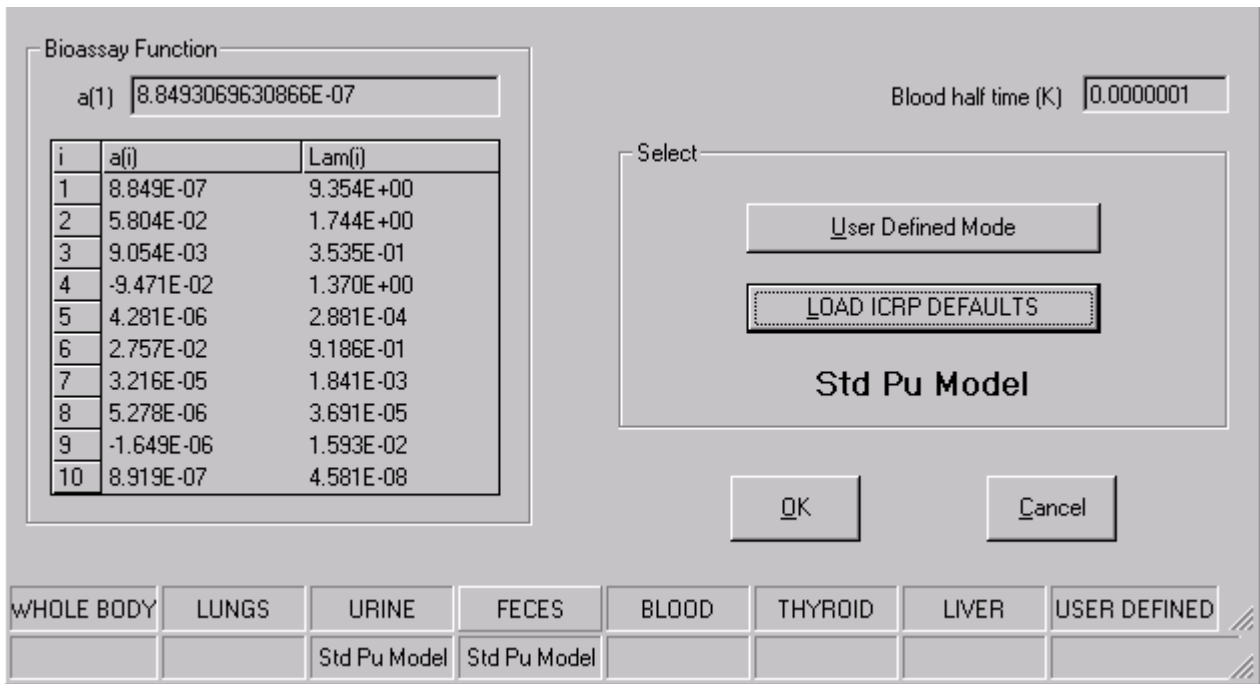 Bioassay Function
a(1) 8.8493069630866E-07
Blood half time (K) 0.0000001
i a(i) Lam(i)
1 8.849E-07 9.354E+00
2 5.804E-02 1.744E+00
3 9.054E-03 3.535E-01
4 -9.471E-02 1.370E+00
5 4.281E-06 2.881E-04
6 2.757E-02 9.186E-01
7 3.216E-05 1.841E-03
8 5.278E-06 3.691E-05
9 -1.649E-06 1.593E-02
10 8.919E-07 4.581E-08
Select
User Defined Mode
LOAD ICRP DEFAULTS
Std Pu Model
OK Cancel
WHOLE BODY LUNGS URINE FECES BLOOD THYROID LIVER USER DEFINED
Std Pu Model Std Pu Model